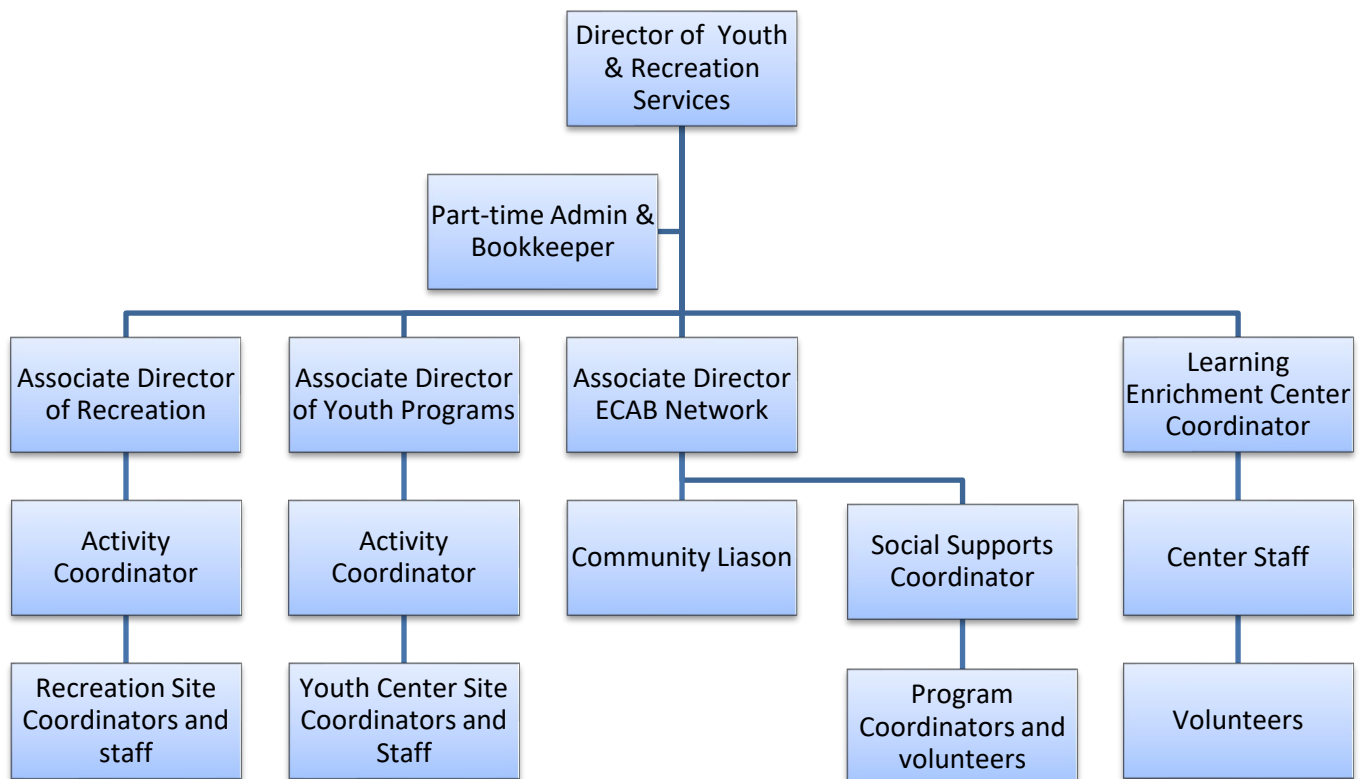 Director of Youth
& Recreation
Services
Part-time Admin &
Bookkeeper
Associate Director
of Recreation
Associate Director
of Youth Programs
Associate Director
ECAB Network
Learning
Enrichment Center
Coordinator
Activity
Coordinator
Activity
Coordinator
Community Liason
Social Supports
Coordinator
Center Staff
Recreation Site
Coordinators and
staff
Youth Center Site
Coordinators and
Staff
Program
Coordinators and
volunteers
Volunteers